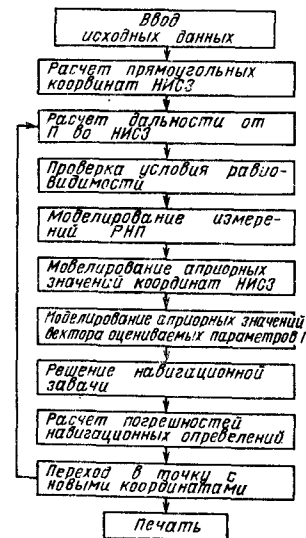 Ввод
исходных данных
Расчет прямоугольных
координат НИСЗ
Расчет дальности от
П во НИСЗ
Проверка условия радио-
видимости
Моделирование измере-
ний РНП
Моделирование априорных
значений координат НИСЗ
Моделирование априорных значений
вектора оцениваемых параметров
Решение навигационной
задачи
Расчет погрешностей
навигационных определений
Переход в точку с
новыми координатами
Печать